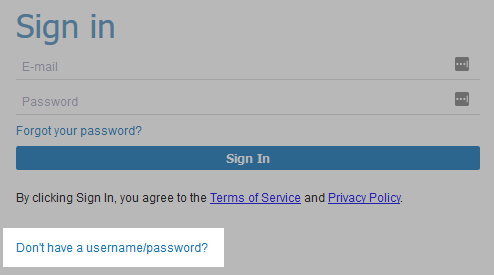 Sign in
E-mail
Password
Forgot your password?
Sign In
By clicking Sign In, you agree to the Terms of Service and Privacy Policy.
Don't have a username/password?